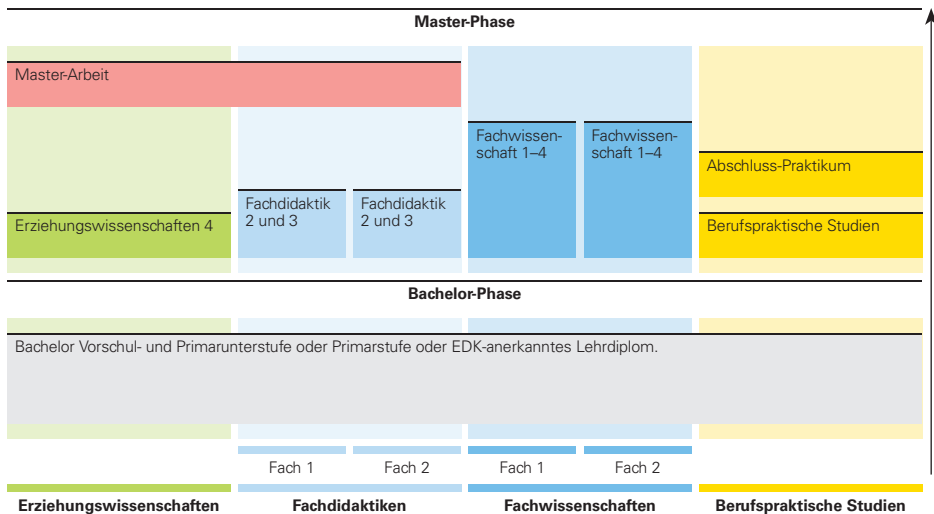 Master-Phase
Master-Arbeit
Fachwissen-
schaft 1–4
Fachwissen-
schaft 1–4
Abschluss-Praktikum
Fachdidaktik
2 und 3
Fachdidaktik
2 und 3
Erziehungswissenschaften 4
Berufspraktische Studien
Bachelor-Phase
Bachelor Vorschul- und Primarunterstufe oder Primarstufe oder EDK-anerkanntes Lehrdiplom.
Fach 1
Fach 2
Fach 1
Fach 2
Erziehungswissenschaften
Fachdidaktiken
Fachwissenschaften
Berufspraktische Studien